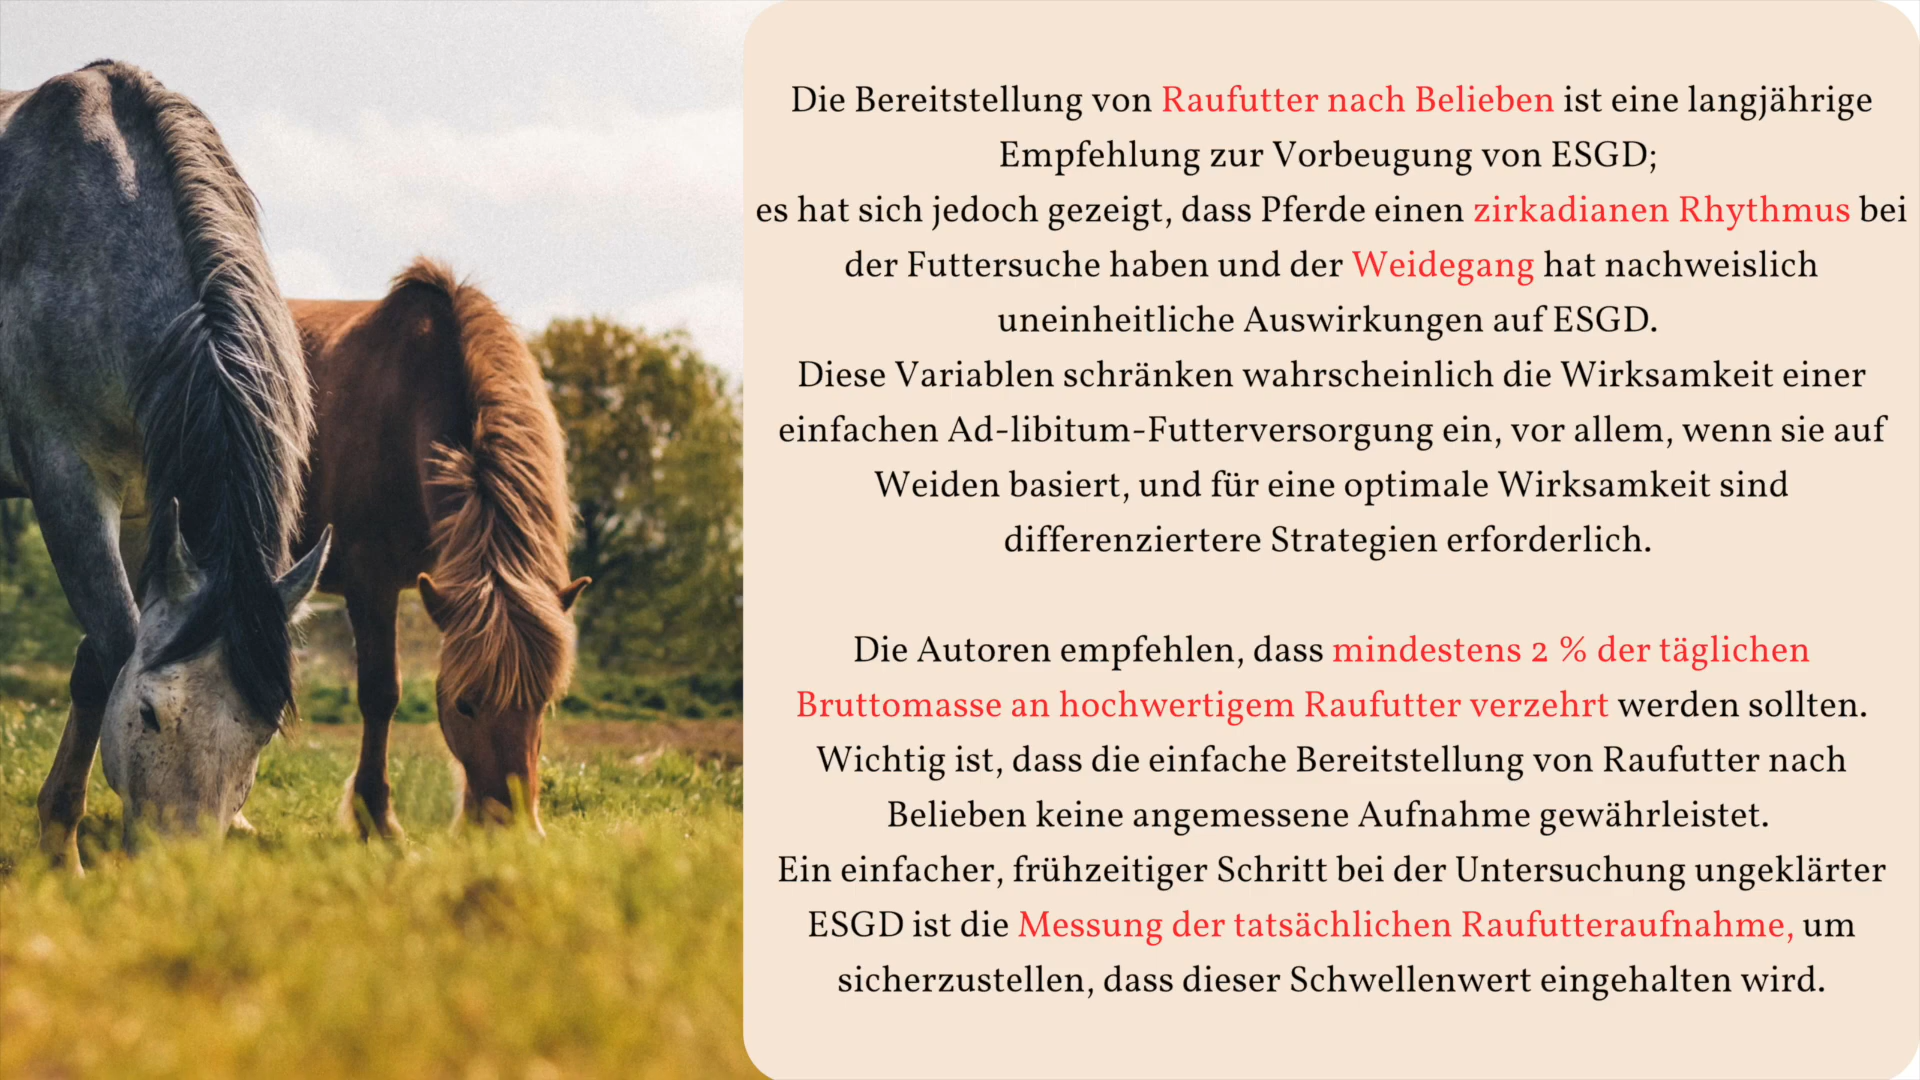 Die Bereitstellung von Raufutter nach Belieben ist eine langjährige
Empfehlung zur Vorbeugung von ESGD;
es hat sich jedoch gezeigt, dass Pferde einen zirkadianen Rhythmus bei
der Futtersuche haben und der Weidegang hat nachweislich
uneinheitliche Auswirkungen auf ESGD.
Diese Variablen schränken wahrscheinlich die Wirksamkeit einer
einfachen Ad-libitum-Futterversorgung ein, vor allem, wenn sie auf
Weiden basiert, und für eine optimale Wirksamkeit sind
differenziertere Strategien erforderlich.
Die Autoren empfehlen, dass mindestens 2 % der täglichen
Bruttomasse an hochwertigem Raufutter verzehrt werden sollten.
Wichtig ist, dass die einfache Bereitstellung von Raufutter nach
Belieben keine angemessene Aufnahme gewährleistet.
Ein einfacher, frühzeitiger Schritt bei der Untersuchung ungeklärter
ESGD ist die Messung der tatsächlichen Raufutteraufnahme, um
sicherzustellen, dass dieser Schwellenwert eingehalten wird.